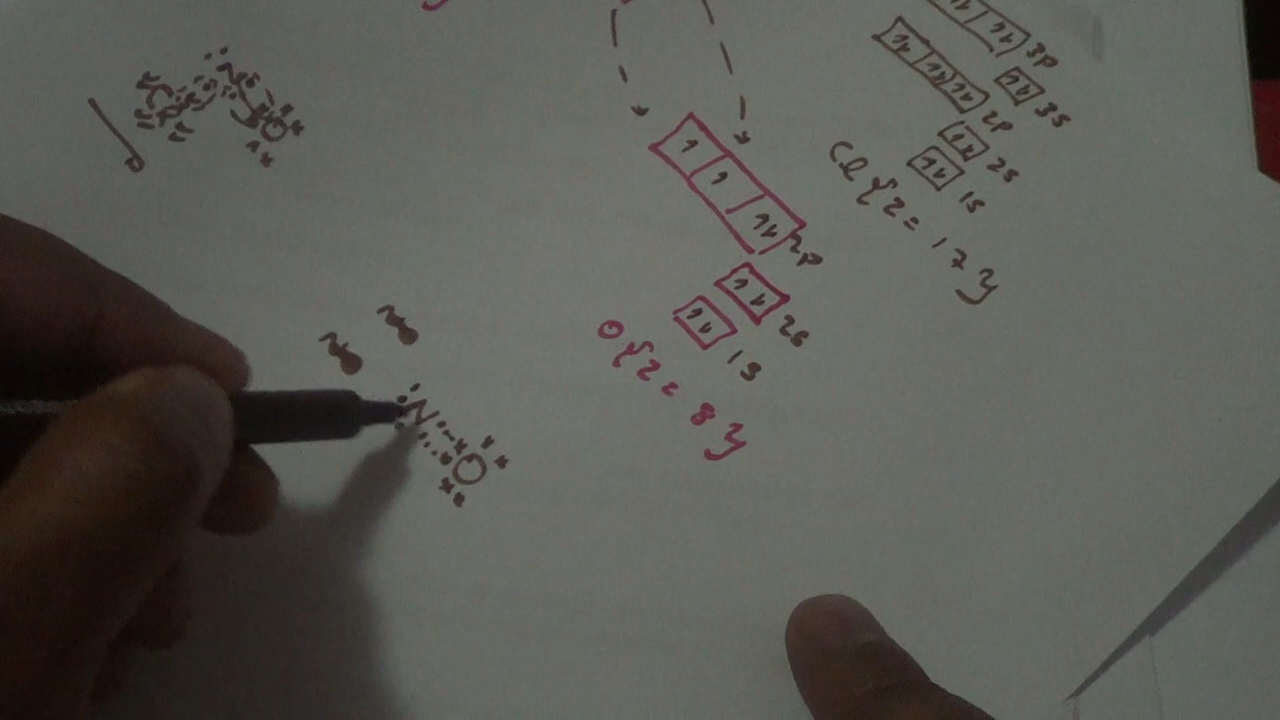 3P
3S
2P
2S
1S
Cl {Z = 17}
2P
2S
1S
O {Z = 8}
N
O
N
O